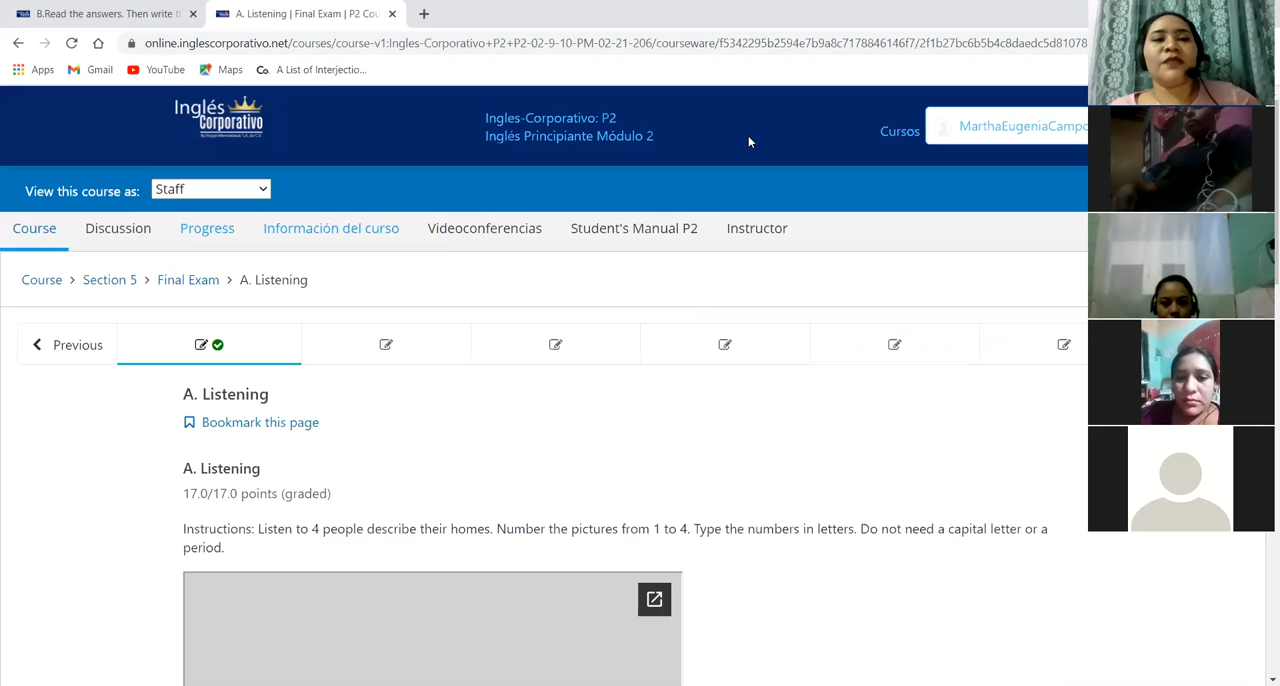 B.Read the answers. Then write t
A. Listening | Final Exam | P2 Cou
online.inglescorporativo.net/courses/course-v1:Ingles-Corporativo+P2+P2-02-9-10-PM-02-21-206/courseware/f5342295b2594e7b9a8c7178846146f7/2f1b27bc6b5b4c8daedc5d81078
Apps Gmail YouTube Maps Co. A List of Interjectio...
Inglés
Corporativo
Ingles-Corporativo: P2
Inglés Principiante Módulo 2
Cursos
MarthaEugeniaCampo
View this course as: Staff
Course Discussion Progress Información del curso Videoconferencias Student's Manual P2 Instructor
Course > Section 5 > Final Exam > A. Listening
Previous
A. Listening
Bookmark this page
A. Listening
17.0/17.0 points (graded)
Instructions: Listen to 4 people describe their homes. Number the pictures from 1 to 4. Type the numbers in letters. Do not need a capital letter or a
period.